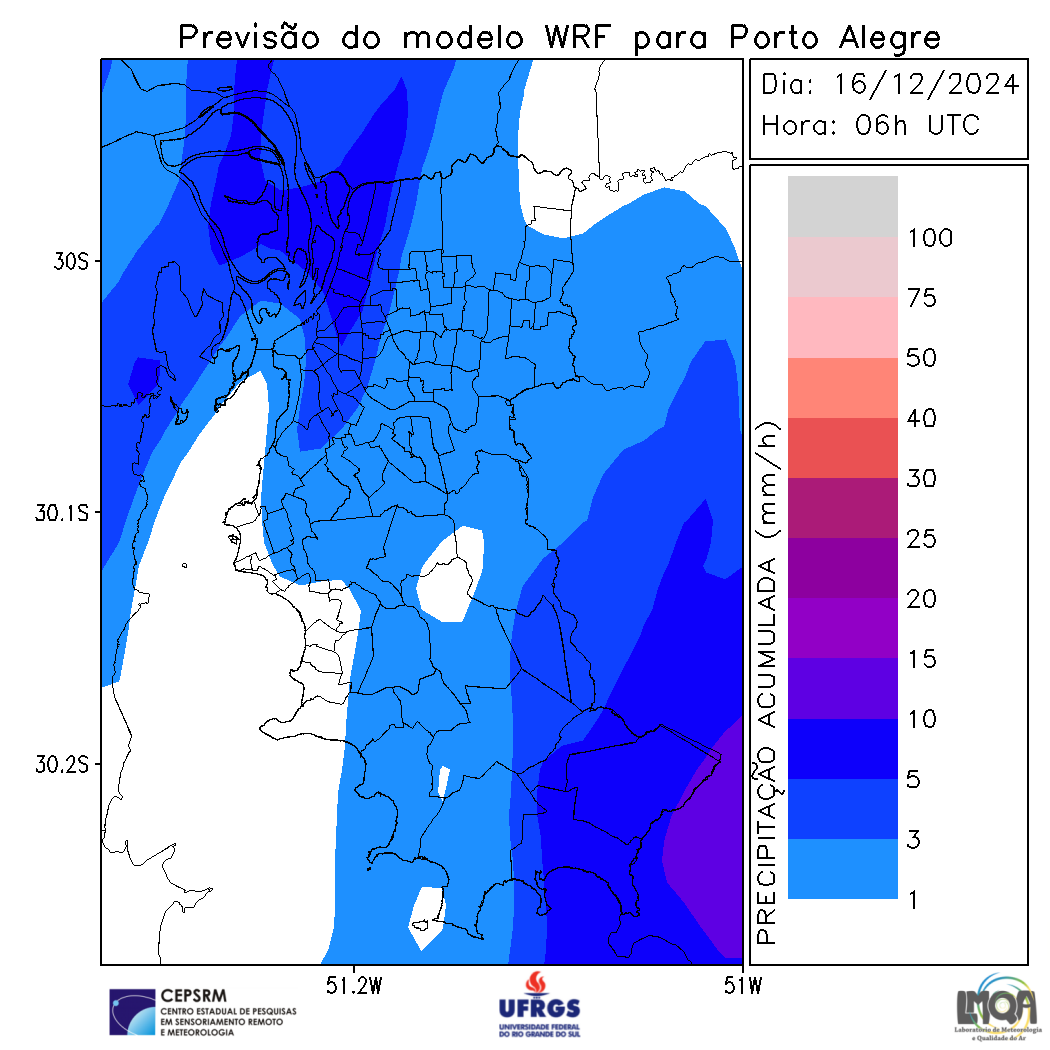 Previsão do modelo WRF para Porto Alegre
Dia: 16/12/2024
Hora: 06h UTC
100
75
50
40
30
25
20
15
10
5
3
1
PRECIPITAÇÃO ACUMULADA (mm/h)
30S
30.1S
30.2S
51.2W
51W
CEPSRM
CENTRO ESTADUAL DE PESQUISAS
EM SENSORIAMENTO REMOTO
E METEOROLOGIA
UFRGS
UNIVERSIDADE FEDERAL
DO RIO GRANDE DO SUL
LMQA
Laboratório de Meteorologia
e Qualidade do Ar